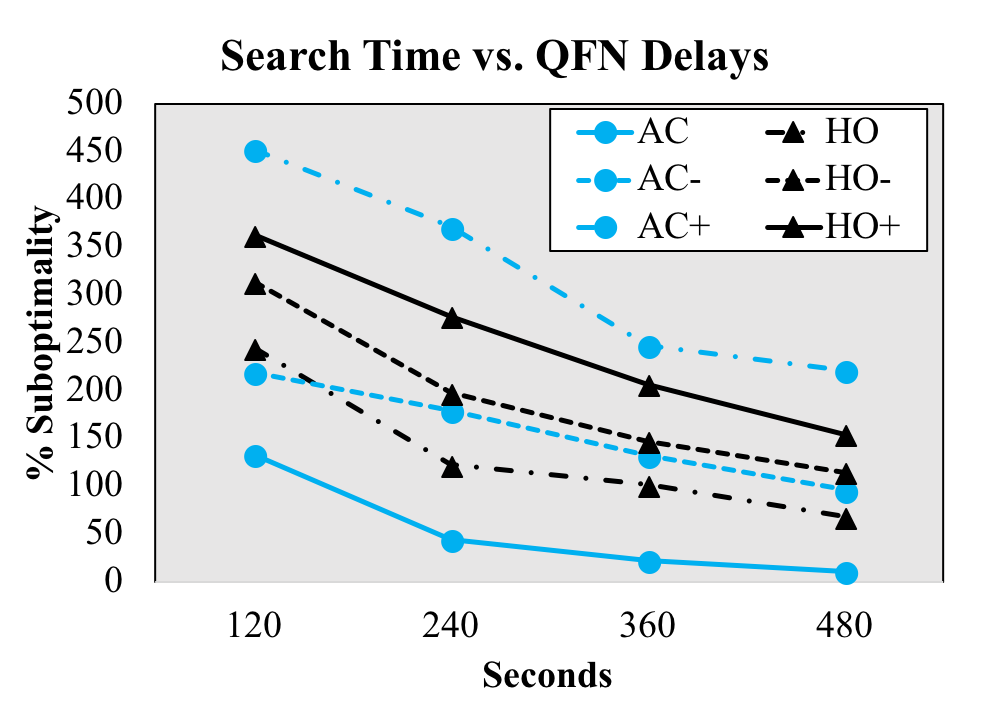 Search Time vs. QFN Delays
% Suboptimality
500
450
400
350
300
250
200
150
100
50
0
AC HO
AC- HO-
AC+ HO+
120 240 360 480
Seconds